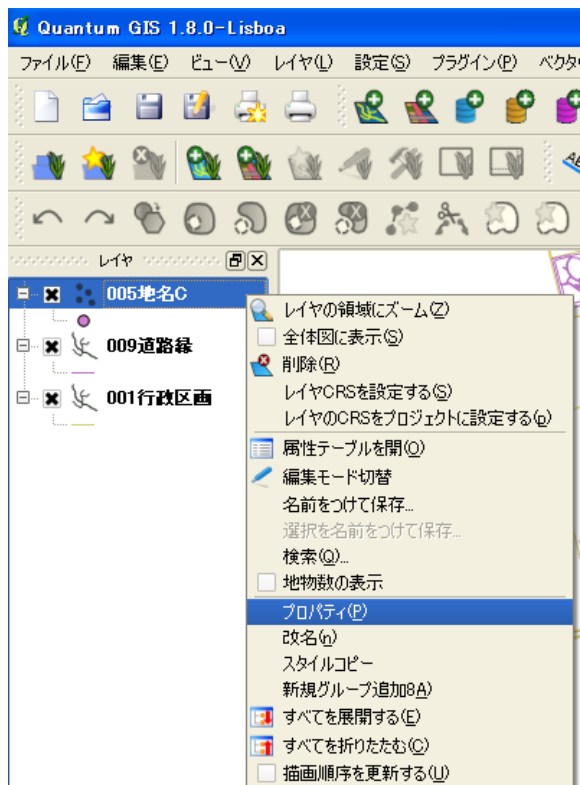 Quantum GIS 1.8.0-Lisboa
ファイル(F) 編集(E) ビュー(V) レイヤ(L) 設定(S) プラグイン(P) ベクタ
レイヤ
005地名C
009道路縁
001行政区画
レイヤの領域にズーム(Z)
全体図に表示(S)
削除(R)
レイヤCRSを設定する(S)
レイヤのCRSをプロジェクトに設定する(p)
属性テーブルを開(O)
編集モード切替
名前をつけて保存...
選択を名前をつけて保存...
検索(Q)...
地物数の表示
プロパティ(P)
改名(n)
スタイルコピー
新規グループ追加8A)
すべてを展開する(E)
すべてを折りたたむ(C)
描画順序を更新する(U)